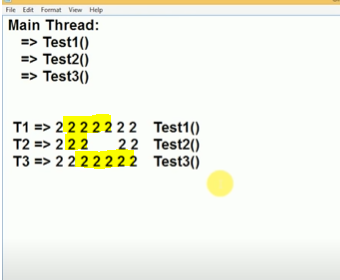 File Edit Format View Help
Main Thread:
=> Test1()
=> Test2()
=> Test3()
T1 => 2 2 2 2 2 2 2 Test1()
T2 => 2 2 2 2 2 Test2()
T3 => 2 2 2 2 2 2 2 Test3()